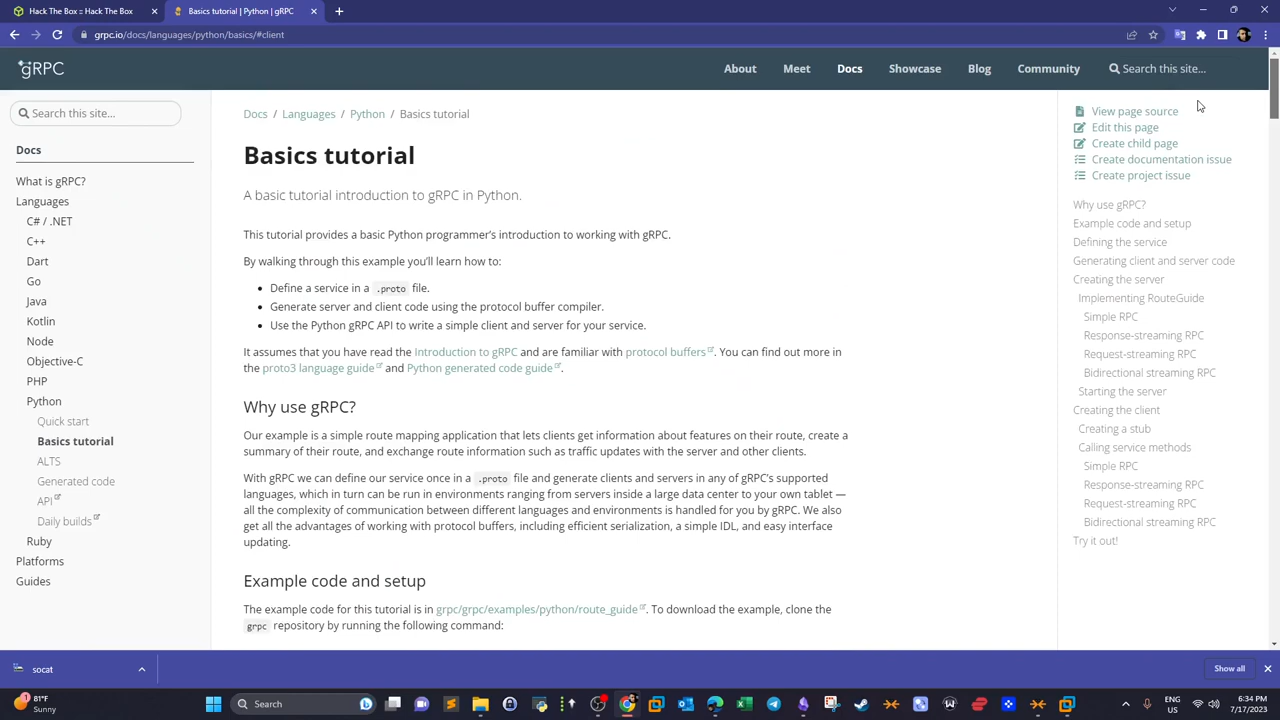 Hack The Box :: Hack The Box
Basics tutorial | Python | gRPC
grpc.io/docs/languages/python/basics/#client
gRPC
About
Meet
Docs
Showcase
Blog
Community
Search this site...
Search this site...
Docs
What is gRPC?
Languages
C# / .NET
C++
Dart
Go
Java
Kotlin
Node
Objective-C
PHP
Python
Quick start
Basics tutorial
ALTS
Generated code
API
Daily builds
Ruby
Platforms
Guides
Docs / Languages / Python / Basics tutorial
Basics tutorial
A basic tutorial introduction to gRPC in Python.
This tutorial provides a basic Python programmer's introduction to working with gRPC.
By walking through this example you'll learn how to:
• Define a service in a .proto file.
• Generate server and client code using the protocol buffer compiler.
• Use the Python gRPC API to write a simple client and server for your service.
It assumes that you have read the Introduction to gRPC and are familiar with protocol buffers. You can find out more in
the proto3 language guide and Python generated code guide.
Why use gRPC?
Our example is a simple route mapping application that lets clients get information about features on their route, create a
summary of their route, and exchange route information such as traffic updates with the server and other clients.
With gRPC we can define our service once in a .proto file and generate clients and servers in any of gRPC's supported
languages, which in turn can be run in environments ranging from servers inside a large data center to your own tablet —
all the complexity of communication between different languages and environments is handled for you by gRPC. We also
get all the advantages of working with protocol buffers, including efficient serialization, a simple IDL, and easy interface
updating.
Example code and setup
The example code for this tutorial is in grpc/grpc/examples/python/route_guide. To download the example, clone the
grpc repository by running the following command:
View page source
Edit this page
Create child page
Create documentation issue
Create project issue
Why use gRPC?
Example code and setup
Defining the service
Generating client and server code
Creating the server
Implementing RouteGuide
Simple RPC
Response-streaming RPC
Request-streaming RPC
Bidirectional streaming RPC
Starting the server
Creating the client
Creating a stub
Calling service methods
Simple RPC
Response-streaming RPC
Request-streaming RPC
Bidirectional streaming RPC
Try it out!
socat
Show all
81°F
Sunny
Search
ENG
US
6:34 PM
7/17/2023